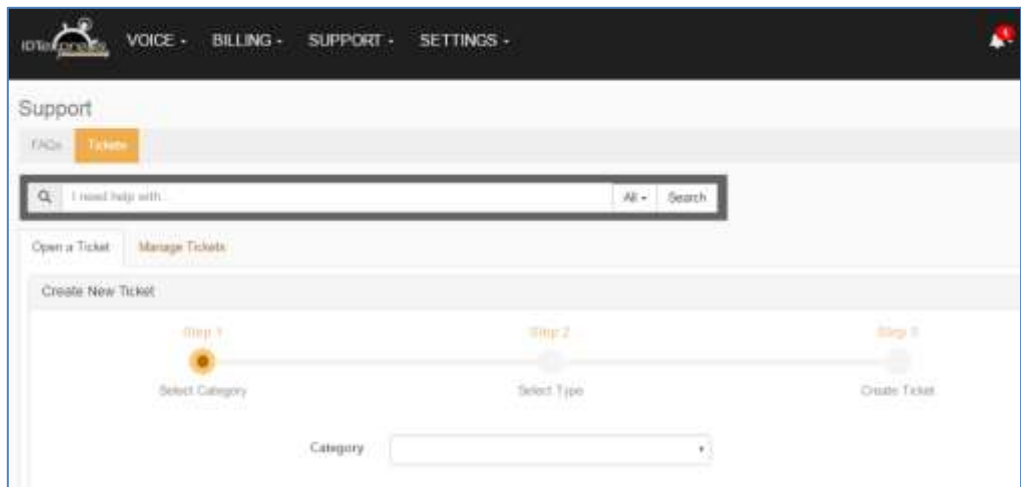 IDTexpress VOICE BILLING SUPPORT SETTINGS
Support
FAQs Tickets
I need help with... All Search
Open a Ticket Manage Tickets
Create New Ticket
Step 1 Step 2 Step 3
Select Category Select Type Create Ticket
Category